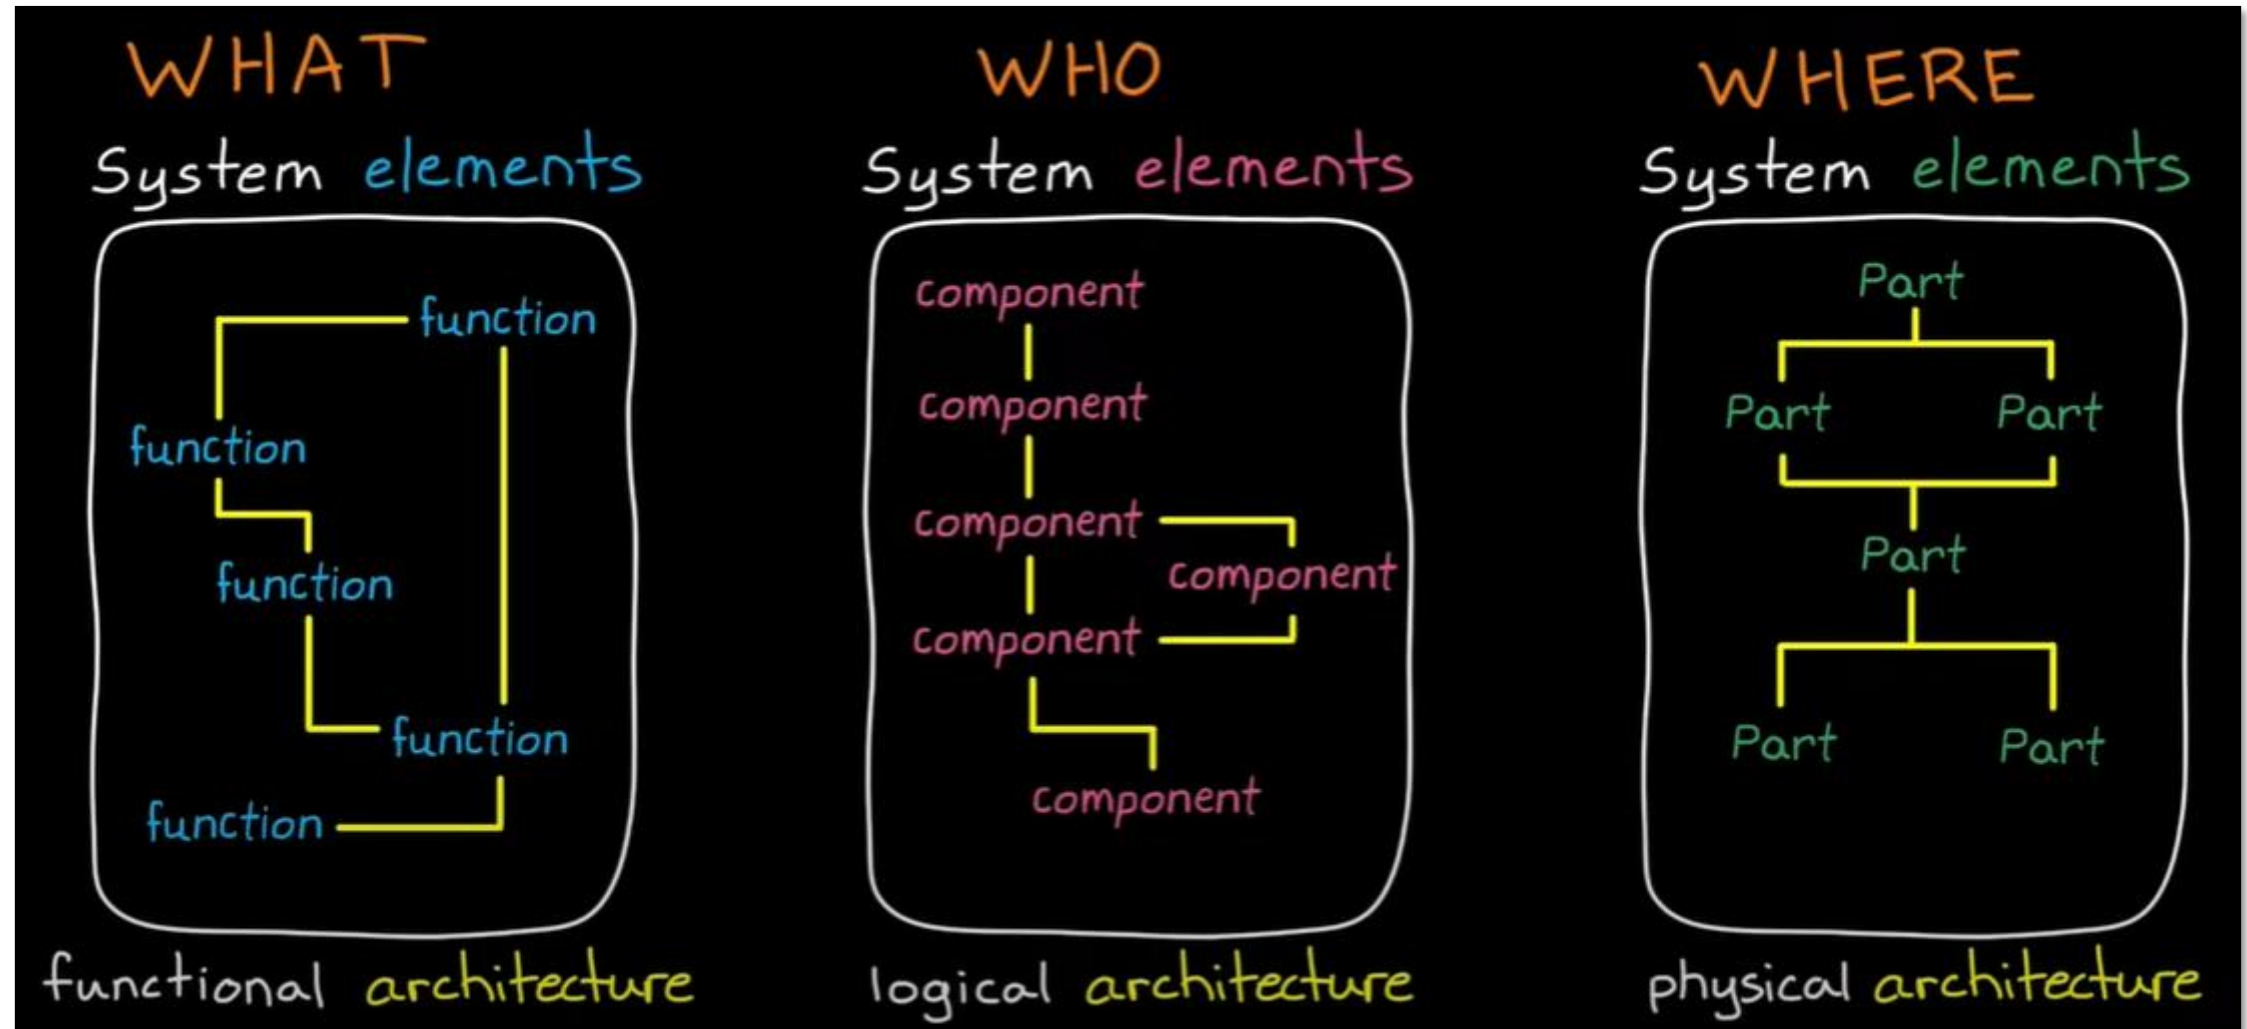 WHAT
System elements
function
function
function
function
function
functional architecture
WHO
System elements
component
component
component
component
component
component
logical architecture
WHERE
System elements
Part
Part Part
Part
Part Part
physical architecture